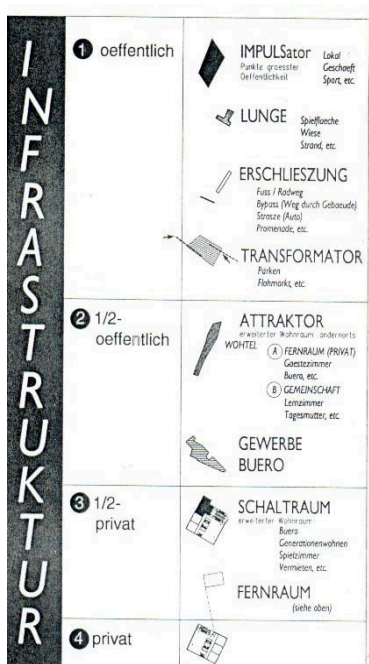 INFRASTRUKTUR
1 oeffentlich
IMPULSator
Punkte groesster
Oeffentlichkeit
Lokal
Geschaeft
Sport, etc.
LUNGE
Spielflaeche
Wiese
Strand, etc.
ERSCHLIESZUNG
Fuss / Radweg
Bypass (Weg durch Gebaeude)
Strasze (Auto)
Promenade, etc.
TRANSFORMATOR
Parken
Flohmarkt, etc.
2 1/2-
oeffentlich
ATTRAKTOR
erweiterter Wohnraum andernorts
WOHTEL
A FERNRAUM (PRIVAT)
Gaestezimmer
Buero, etc.
B GEMEINSCHAFT
Lernzimmer
Tagesmutter, etc.
GEWERBE
BUERO
3 1/2-
privat
SCHALTRAUM
erweiterter Wohnraum
Buero
Generationenwohnen
Spielzimmer
Vermieten, etc.
FERNRAUM
(siehe oben)
4 privat